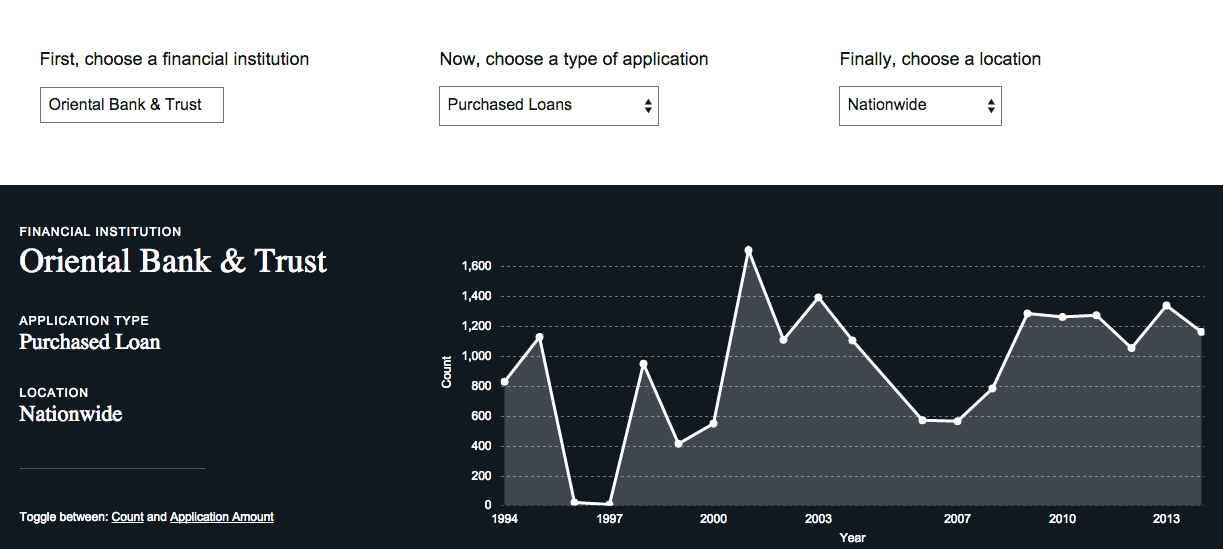 First, choose a financial institution
Now, choose a type of application
Finally, choose a location
Oriental Bank & Trust
Purchased Loans
Nationwide
FINANCIAL INSTITUTION
Oriental Bank & Trust
APPLICATION TYPE
Purchased Loan
LOCATION
Nationwide
Toggle between: Count and Application Amount
Count
1,600
1,400
1,200
1,000
800
600
400
200
0
1994 1997 2000 2003 2007 2010 2013
Year